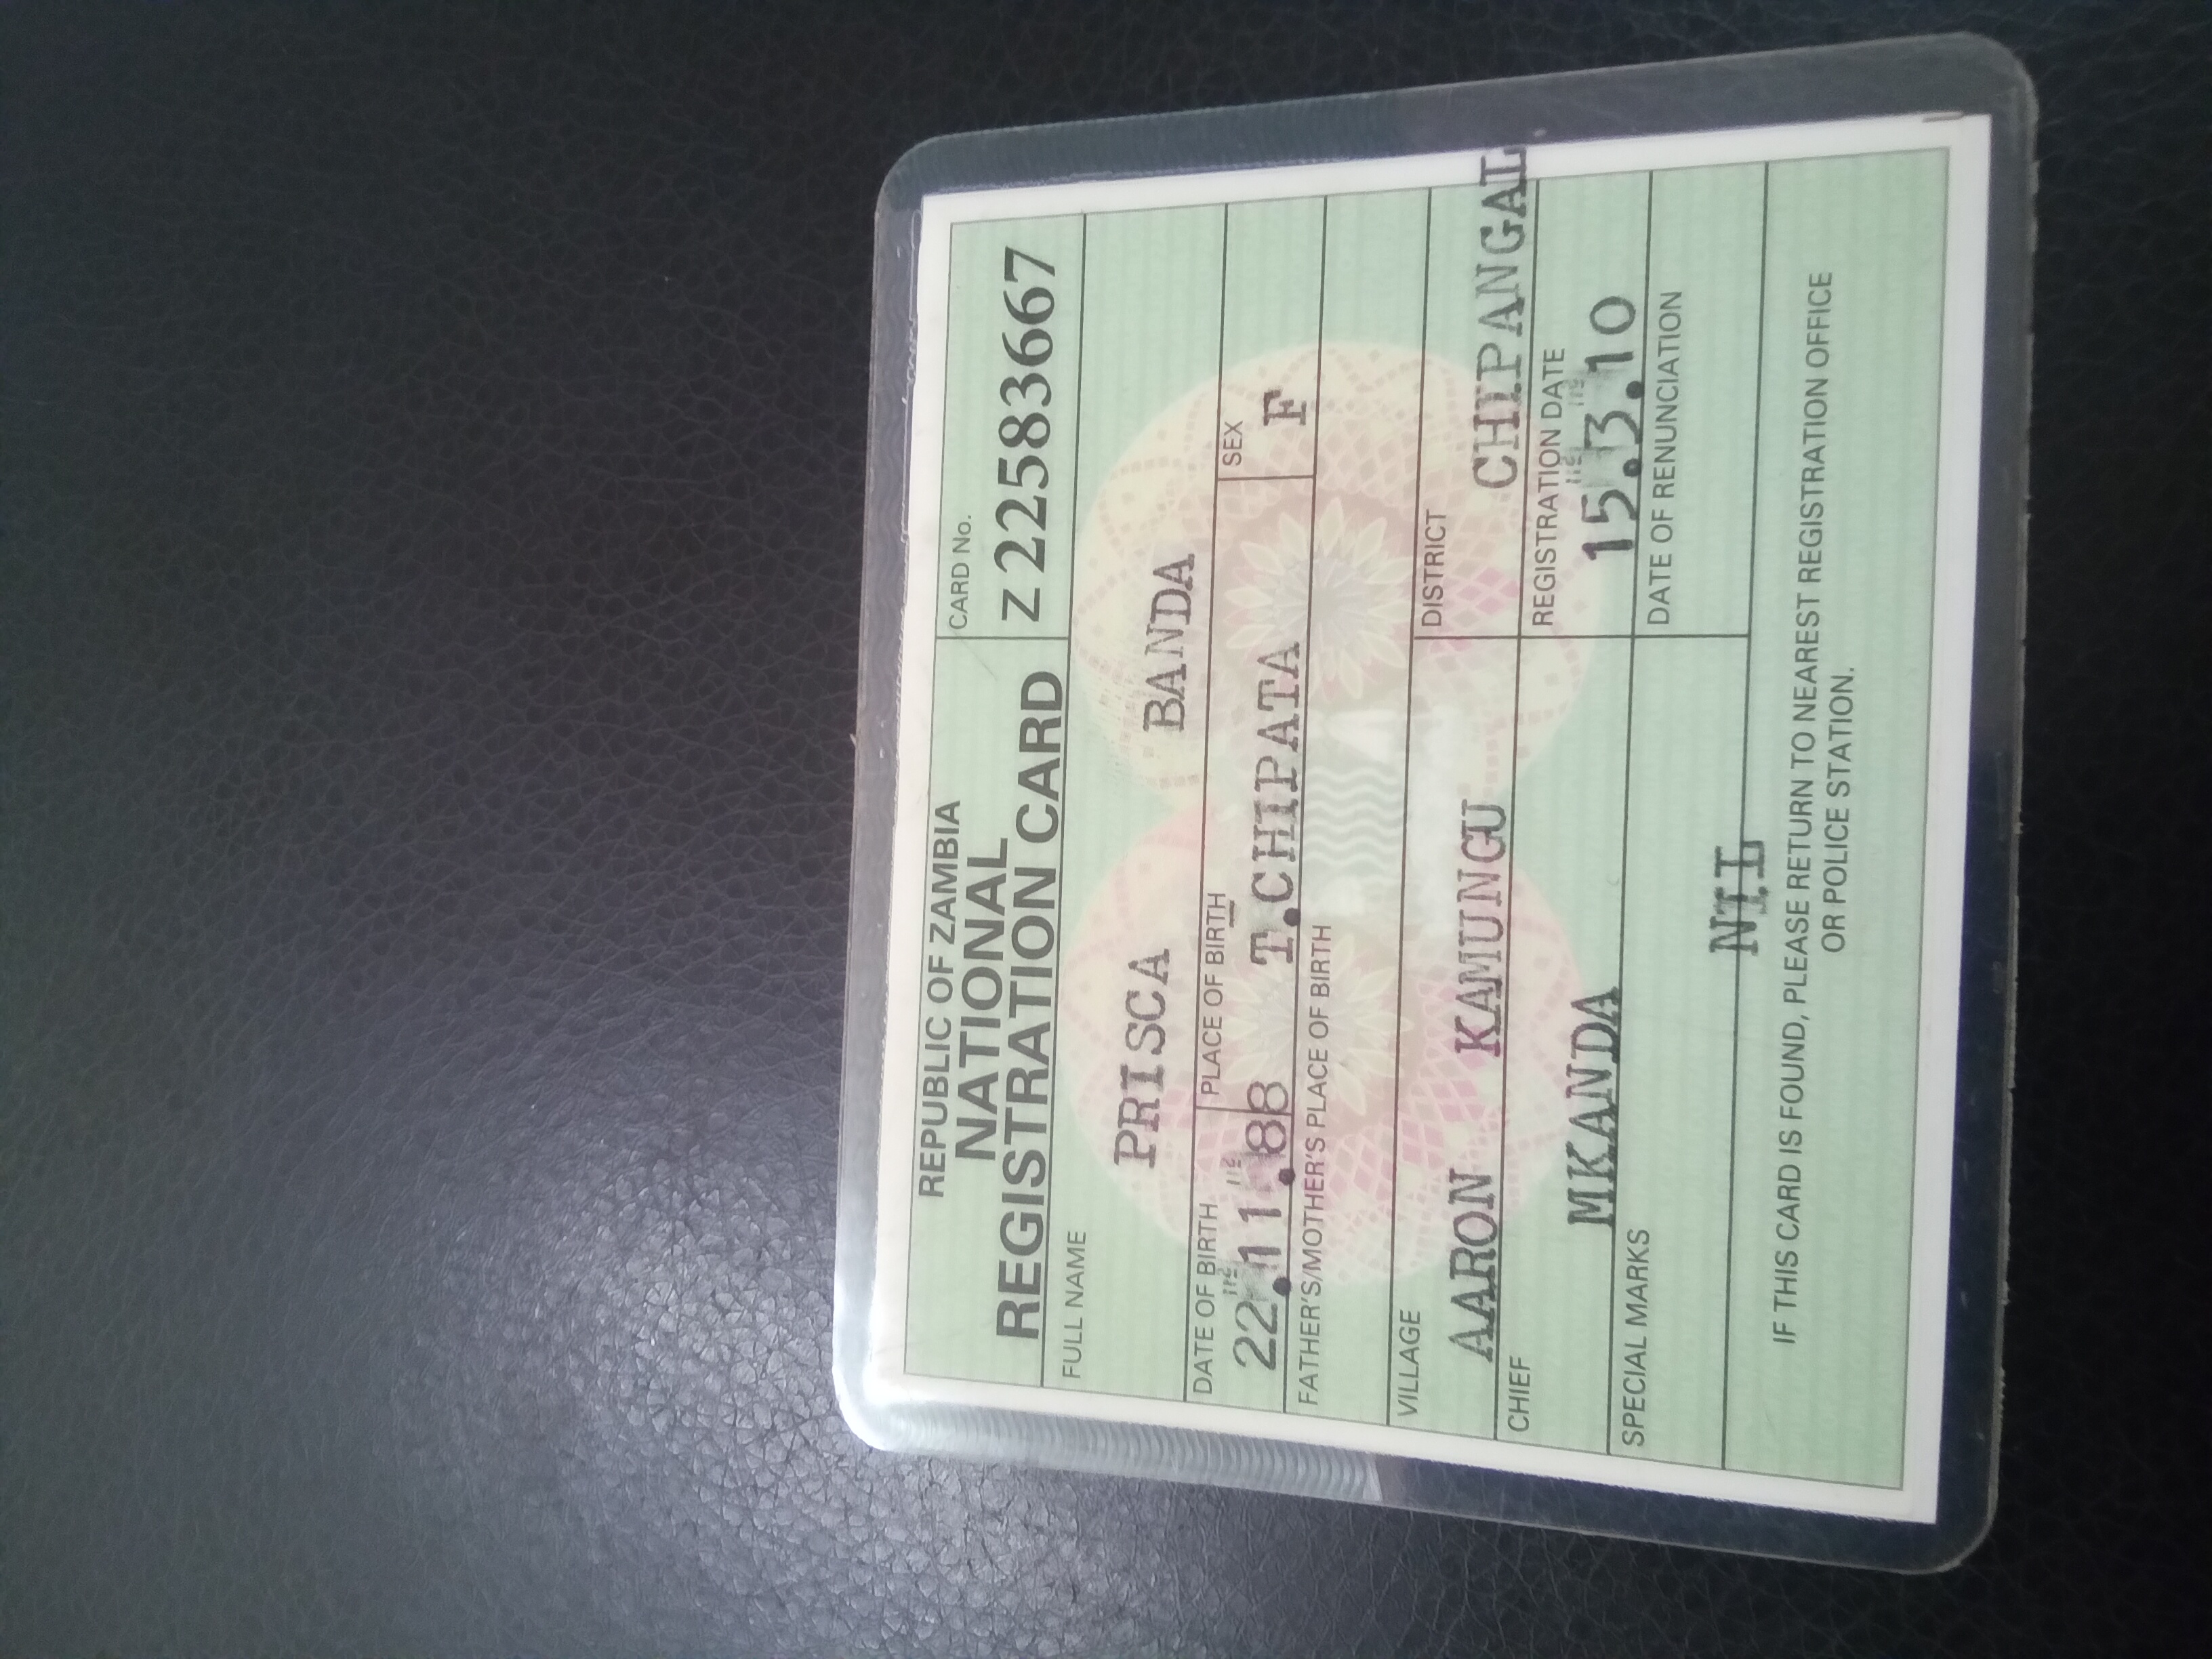 REPUBLIC OF ZAMBIA
NATIONAL
REGISTRATION CARD
CARD No.
Z 22583667
FULL NAME
PRISCA BANDA
DATE OF BIRTH
22.11.88
PLACE OF BIRTH
T.CHIPATA
SEX
F
FATHER'S/MOTHER'S PLACE OF BIRTH
VILLAGE
AARON KAMUNGU
DISTRICT
CHIPANGAL
CHIEF
MKANDA
REGISTRATION DATE
15.3.10
SPECIAL MARKS
NIL
DATE OF RENUNCIATION
IF THIS CARD IS FOUND, PLEASE RETURN TO NEAREST REGISTRATION OFFICE
OR POLICE STATION.